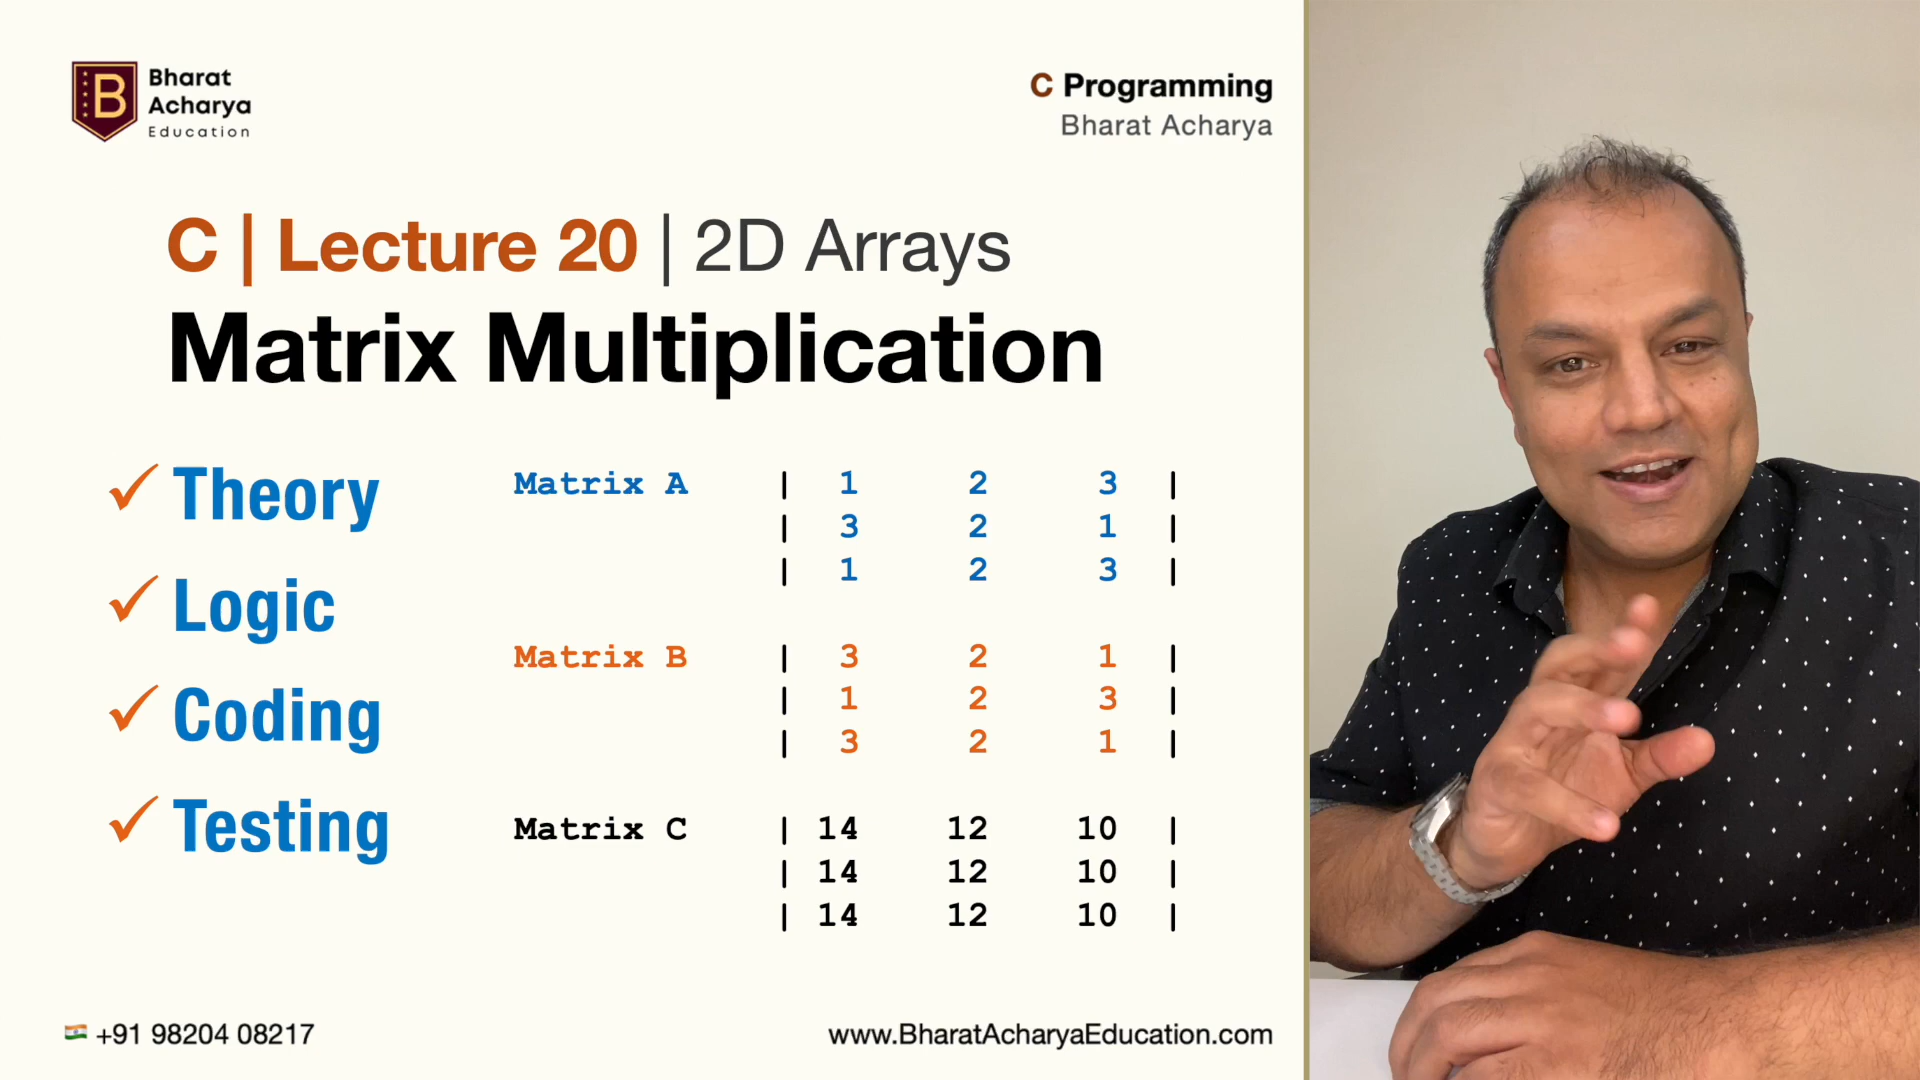 Bharat
Acharya
Education
C Programming
Bharat Acharya
C | Lecture 20 | 2D Arrays
Matrix Multiplication
✓ Theory
✓ Logic
✓ Coding
✓ Testing
Matrix A | 1 2 3 |
| 3 2 1 |
| 1 2 3 |
Matrix B | 3 2 1 |
| 1 2 3 |
| 3 2 1 |
Matrix C | 14 12 10 |
| 14 12 10 |
| 14 12 10 |
+91 98204 08217
www.BharatAcharyaEducation.com